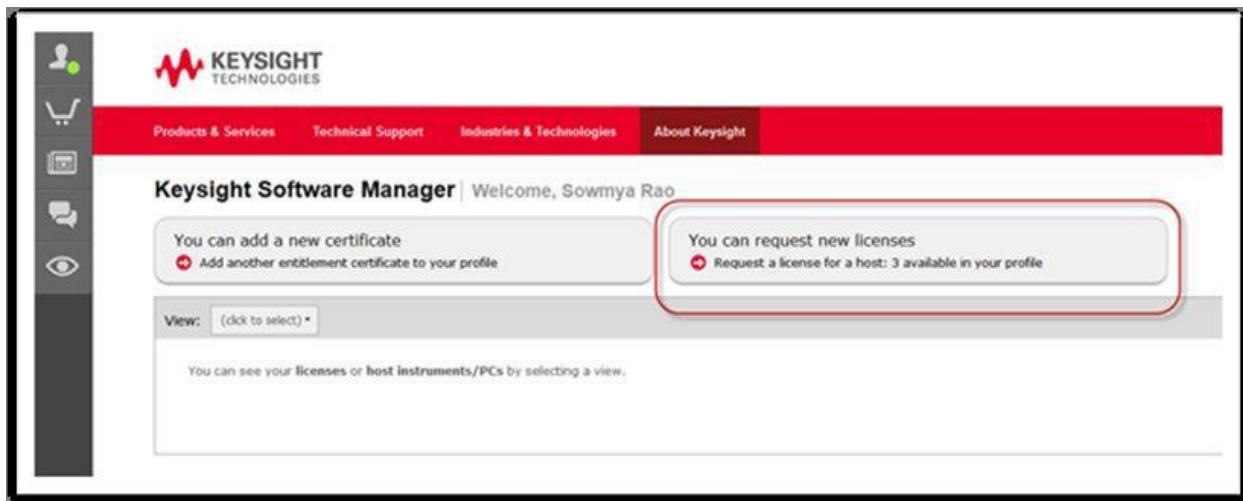 KEYSIGHT
TECHNOLOGIES
Products & Services Technical Support Industries & Technologies About Keysight
Keysight Software Manager | Welcome, Sowmya Rao
You can add a new certificate
Add another entitlement certificate to your profile
You can request new licenses
Request a license for a host: 3 available in your profile
View: (click to select)
You can see your licenses or host instruments/PCs by selecting a view.